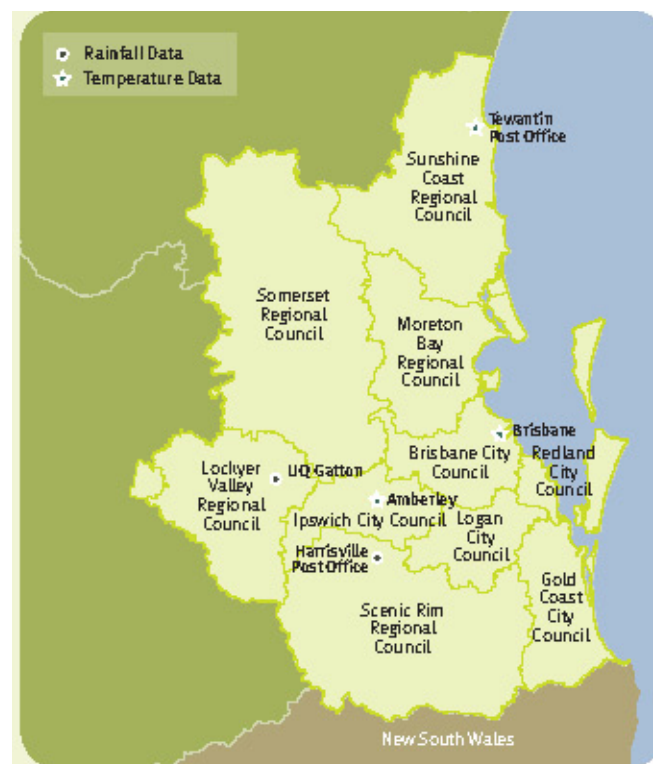 Rainfall Data
Temperature Data
Tewantin
Post Office
Sunshine
Coast
Regional
Council
Somerset
Regional
Council
Moreton
Bay
Regional
Council
Brisbane
Brisbane City
Council
Redland
City
Council
Lockyer
Valley
Regional
Council
UQ Gatton
Amberley
Ipswich City Council
Logan
City
Council
Harrisville
Post Office
Gold
Coast
City
Council
Scenic Rim
Regional
Council
New South Wales